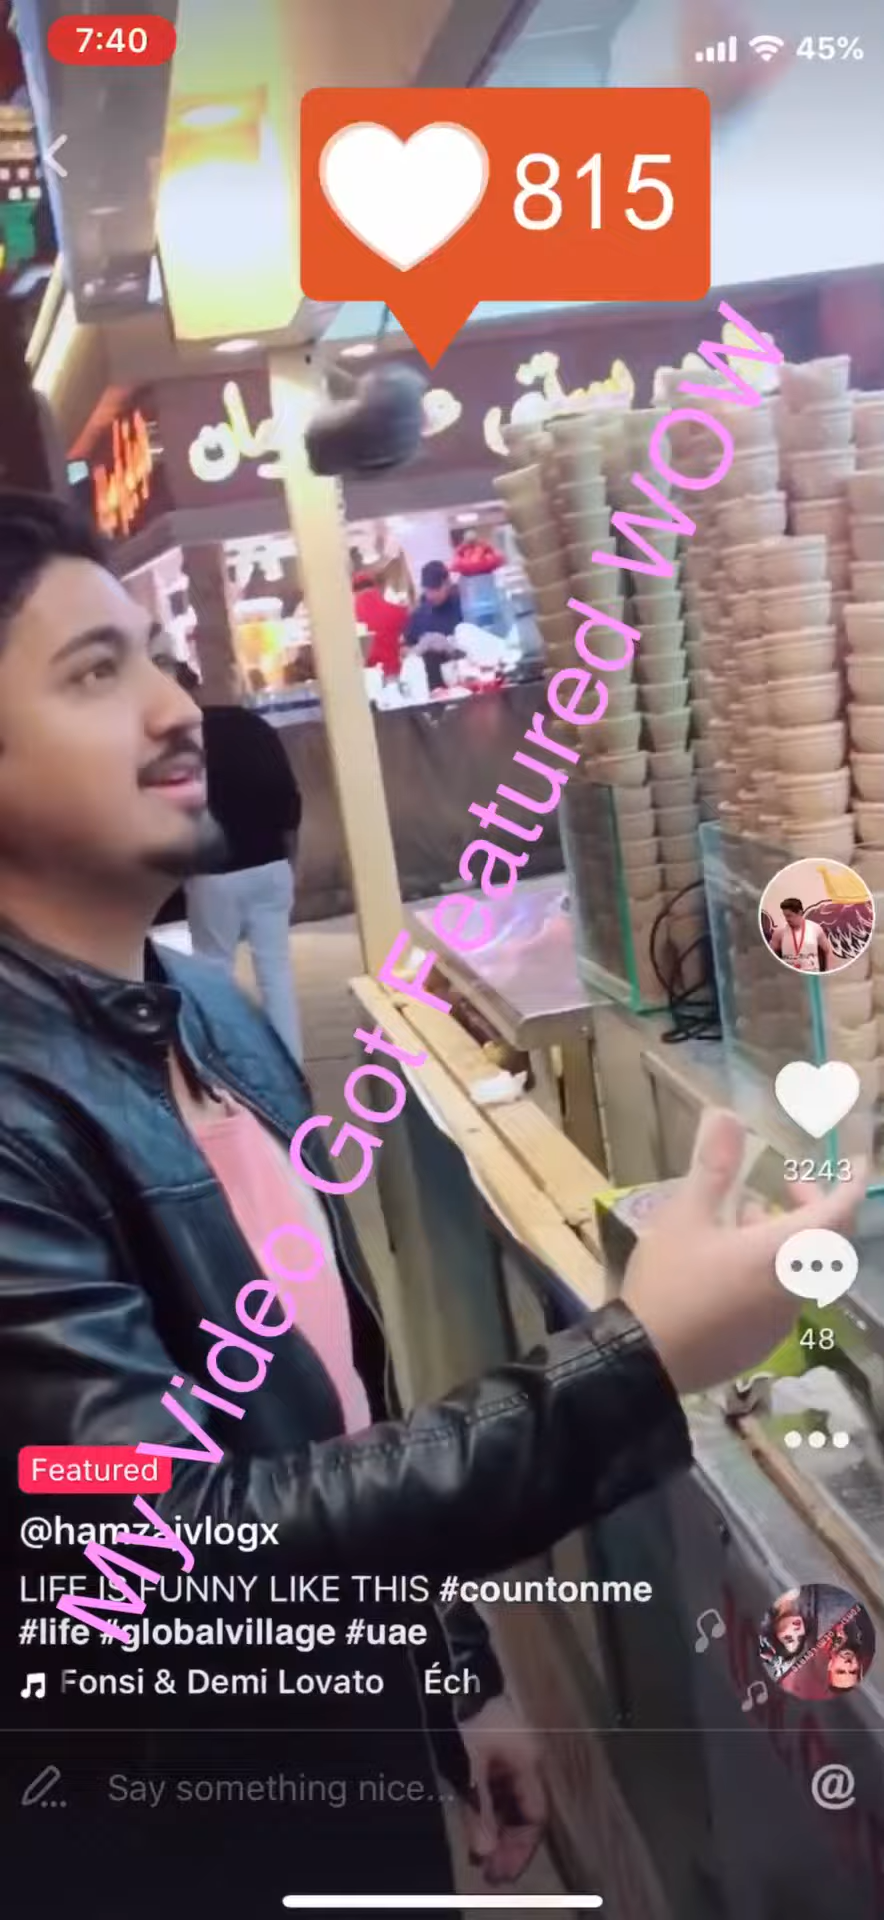 7:40
45%
815
My Video Got Featured WOW
3243
48
Featured
LIFE IS FUNNY LIKE THIS #countonme
#life #globalvillage #uae
Fonsi & Demi Lovato Éch
Say something nice...
@